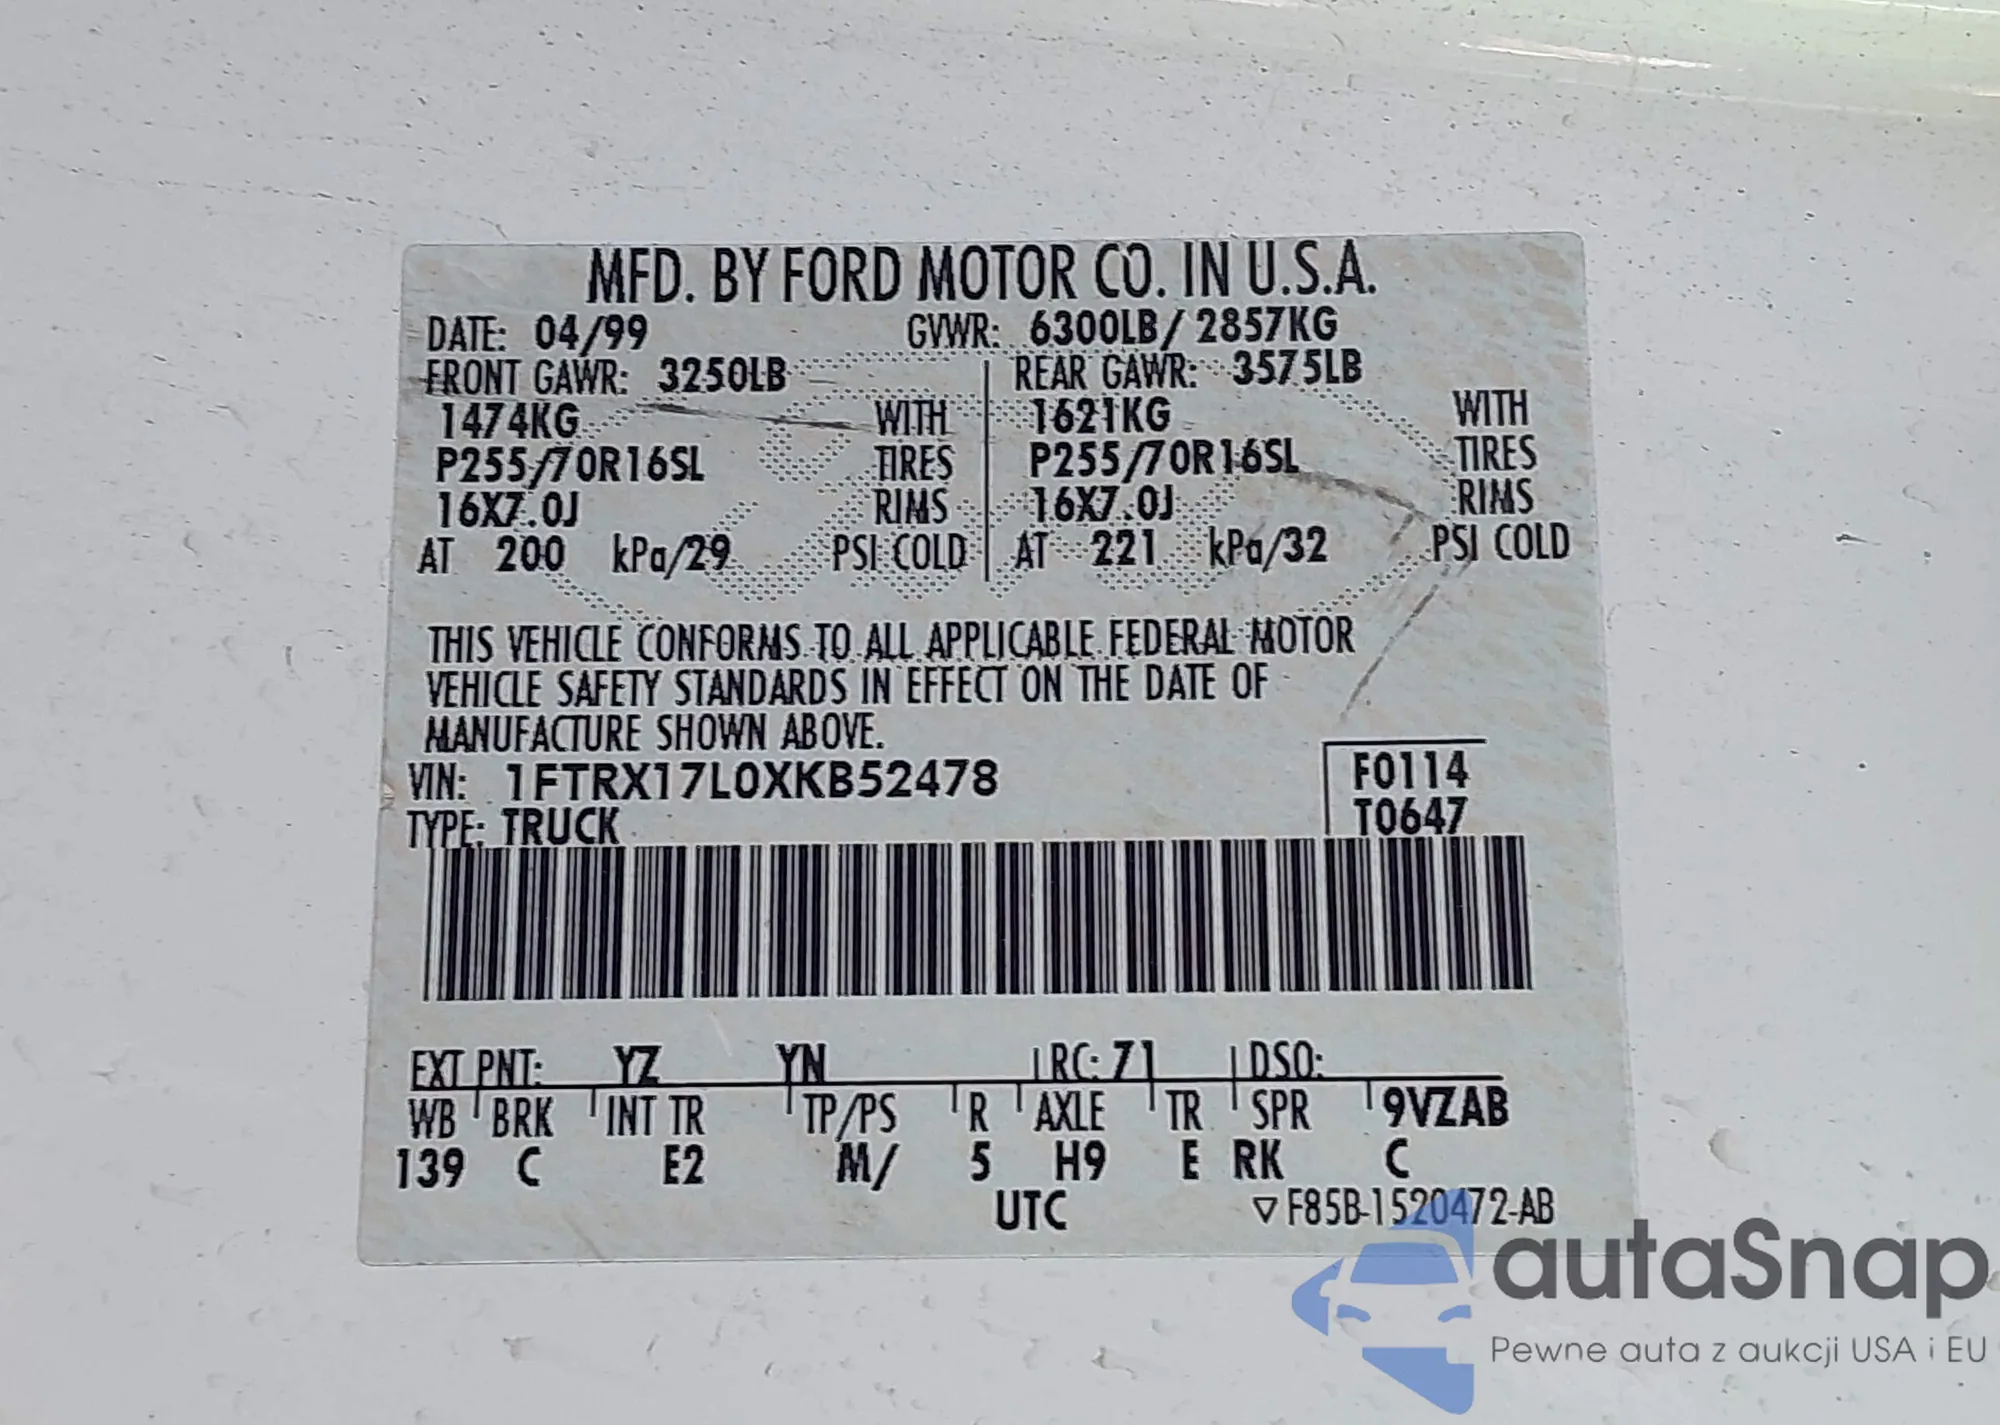 MFD. BY FORD MOTOR CO. IN U.S.A.
DATE: 04/99 GVWR: 6300LB/2857KG
FRONT GAWR: 3250LB REAR GAWR: 3575LB
1474KG WITH 1621KG WITH
P255/70R16SL TIRES P255/70R16SL TIRES
16X7.0J RIMS 16X7.0J RIMS
AT 200 kPa/29 PSI COLD AT 221 kPa/32 PSI COLD
THIS VEHICLE CONFORMS TO ALL APPLICABLE FEDERAL MOTOR
VEHICLE SAFETY STANDARDS IN EFFECT ON THE DATE OF
MANUFACTURE SHOWN ABOVE.
VIN: 1FTRX17L0XKB52478 F0114
TYPE: TRUCK T0647
EXT PNT: YZ YN RC: 71 DSO:
WB BRK INT TR TP/PS R AXLE TR SPR 9VZAB
139 C E2 M/ 5 H9 E RK C
UTC ▽F85B-1520472-AB
autaSnap
Pewne auta z aukcji USA i EU